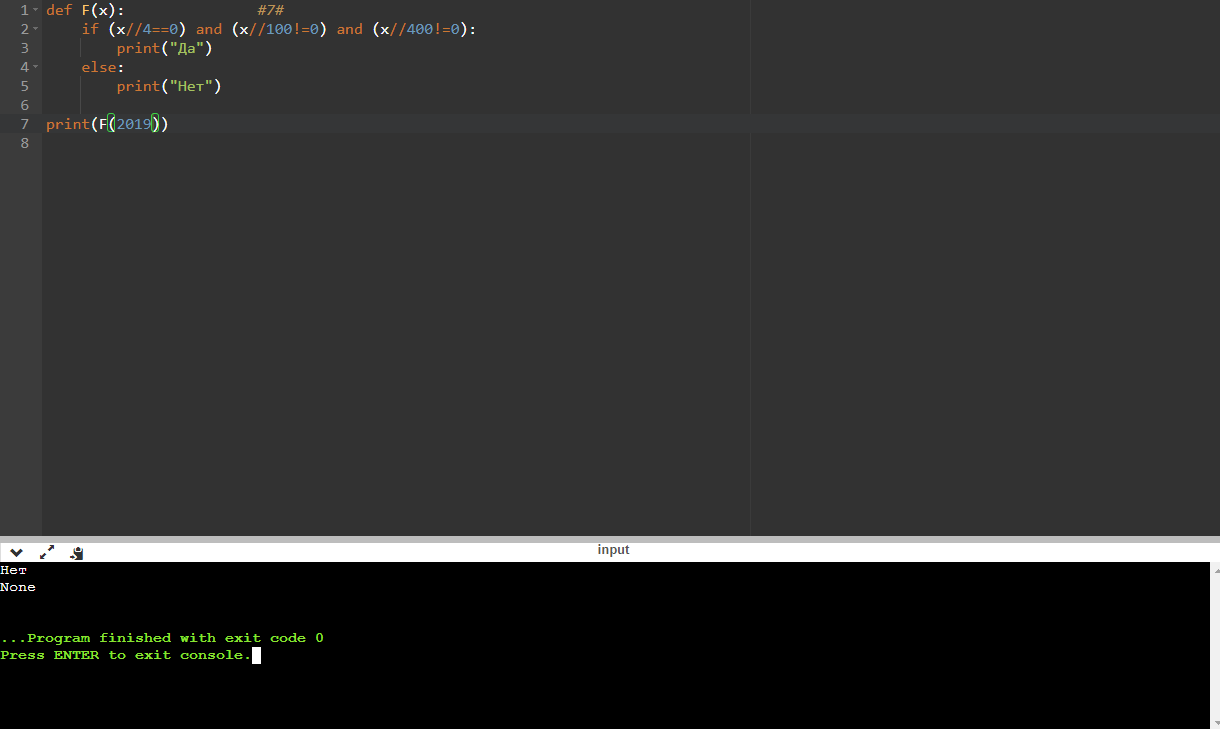 1 def F(x):               #7#
2     if (x//4==0) and (x//100!=0) and (x//400!=0):
3         print("Да")
4     else:
5         print("Нет")
6
7 print(F(2019))
8
input
Нет
None
...Program finished with exit code 0
Press ENTER to exit console.